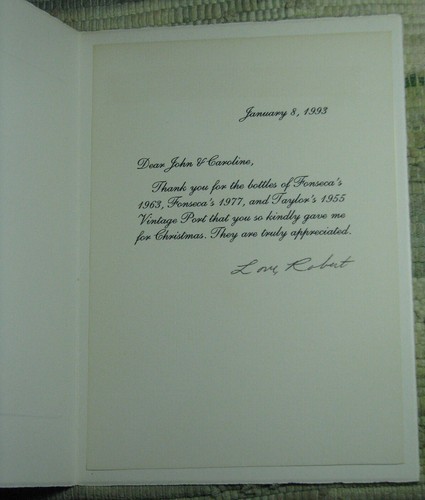 January 8, 1993
Dear John & Caroline,
Thank you for the bottles of Fonseca's
1963, Fonseca's 1977, and Taylor's 1955
Vintage Port that you so kindly gave me
for Christmas. They are truly appreciated.
Love, Robert